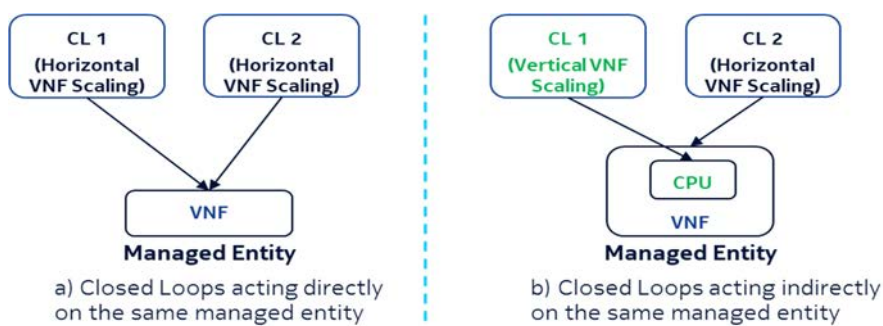 CL 1
(Horizontal
VNF Scaling)
CL 2
(Horizontal
VNF Scaling)
VNF
Managed Entity
a) Closed Loops acting directly
on the same managed entity
CL 1
(Vertical VNF
Scaling)
CL 2
(Horizontal
VNF Scaling)
CPU
VNF
Managed Entity
b) Closed Loops acting indirectly
on the same managed entity